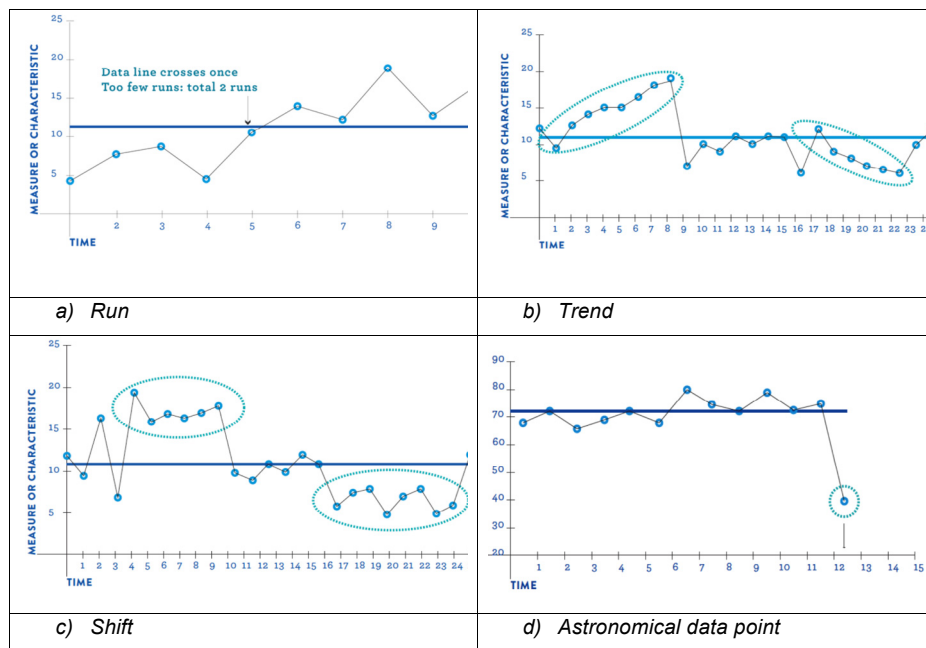 25
20
15
10
5
MEASURE OR CHARACTERISTIC
Data line crosses once
Too few runs: total 2 runs
2 3 4 5 6 7 8 9
TIME
a) Run
25
20
15
10
5
MEASURE OR CHARACTERISTIC
1 2 3 4 5 6 7 8 9 10 11 12 13 14 15 16 17 18 19 20 21 22 23 2
TIME
b) Trend
25
20
15
10
5
MEASURE OR CHARACTERISTIC
1 2 3 4 5 6 7 8 9 10 11 12 13 14 15 16 17 18 19 20 21 22 23 24
TIME
c) Shift
90
80
70
60
50
40
30
20
MEASURE OR CHARACTERISTIC
1 2 3 4 5 6 7 8 9 10 11 12 13 14 15
TIME
d) Astronomical data point